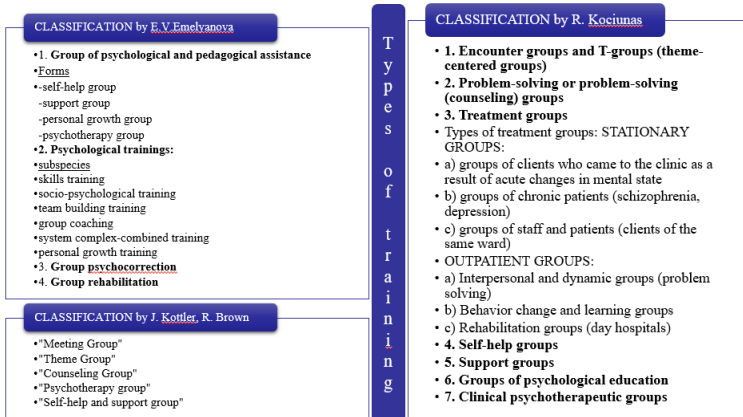 CLASSIFICATION by E.V.Emelyanova
•1. Group of psychological and pedagogical assistance
•Forms
•-self-help group
-support group
-personal growth group
-psychotherapy group
•2. Psychological trainings:
•subspecies
•skills training
•socio-psychological training
•team building training
•group coaching
•system complex-combined training
•personal growth training
•3. Group psychocorrection
•4. Group rehabilitation
CLASSIFICATION by J. Kottler, R. Brown
•"Meeting Group"
•"Theme Group"
•"Counseling Group"
•"Psychotherapy group"
•"Self-help and support group"
Types of training
CLASSIFICATION by R. Kociunas
• 1. Encounter groups and T-groups (theme-
centered groups)
• 2. Problem-solving or problem-solving
(counseling) groups
• 3. Treatment groups
• Types of treatment groups: STATIONARY
GROUPS:
• a) groups of clients who came to the clinic as a
result of acute changes in mental state
• b) groups of chronic patients (schizophrenia,
depression)
• c) groups of staff and patients (clients of the
same ward)
• OUTPATIENT GROUPS:
• a) Interpersonal and dynamic groups (problem
solving)
• b) Behavior change and learning groups
• c) Rehabilitation groups (day hospitals)
• 4. Self-help groups
• 5. Support groups
• 6. Groups of psychological education
• 7. Clinical psychotherapeutic groups